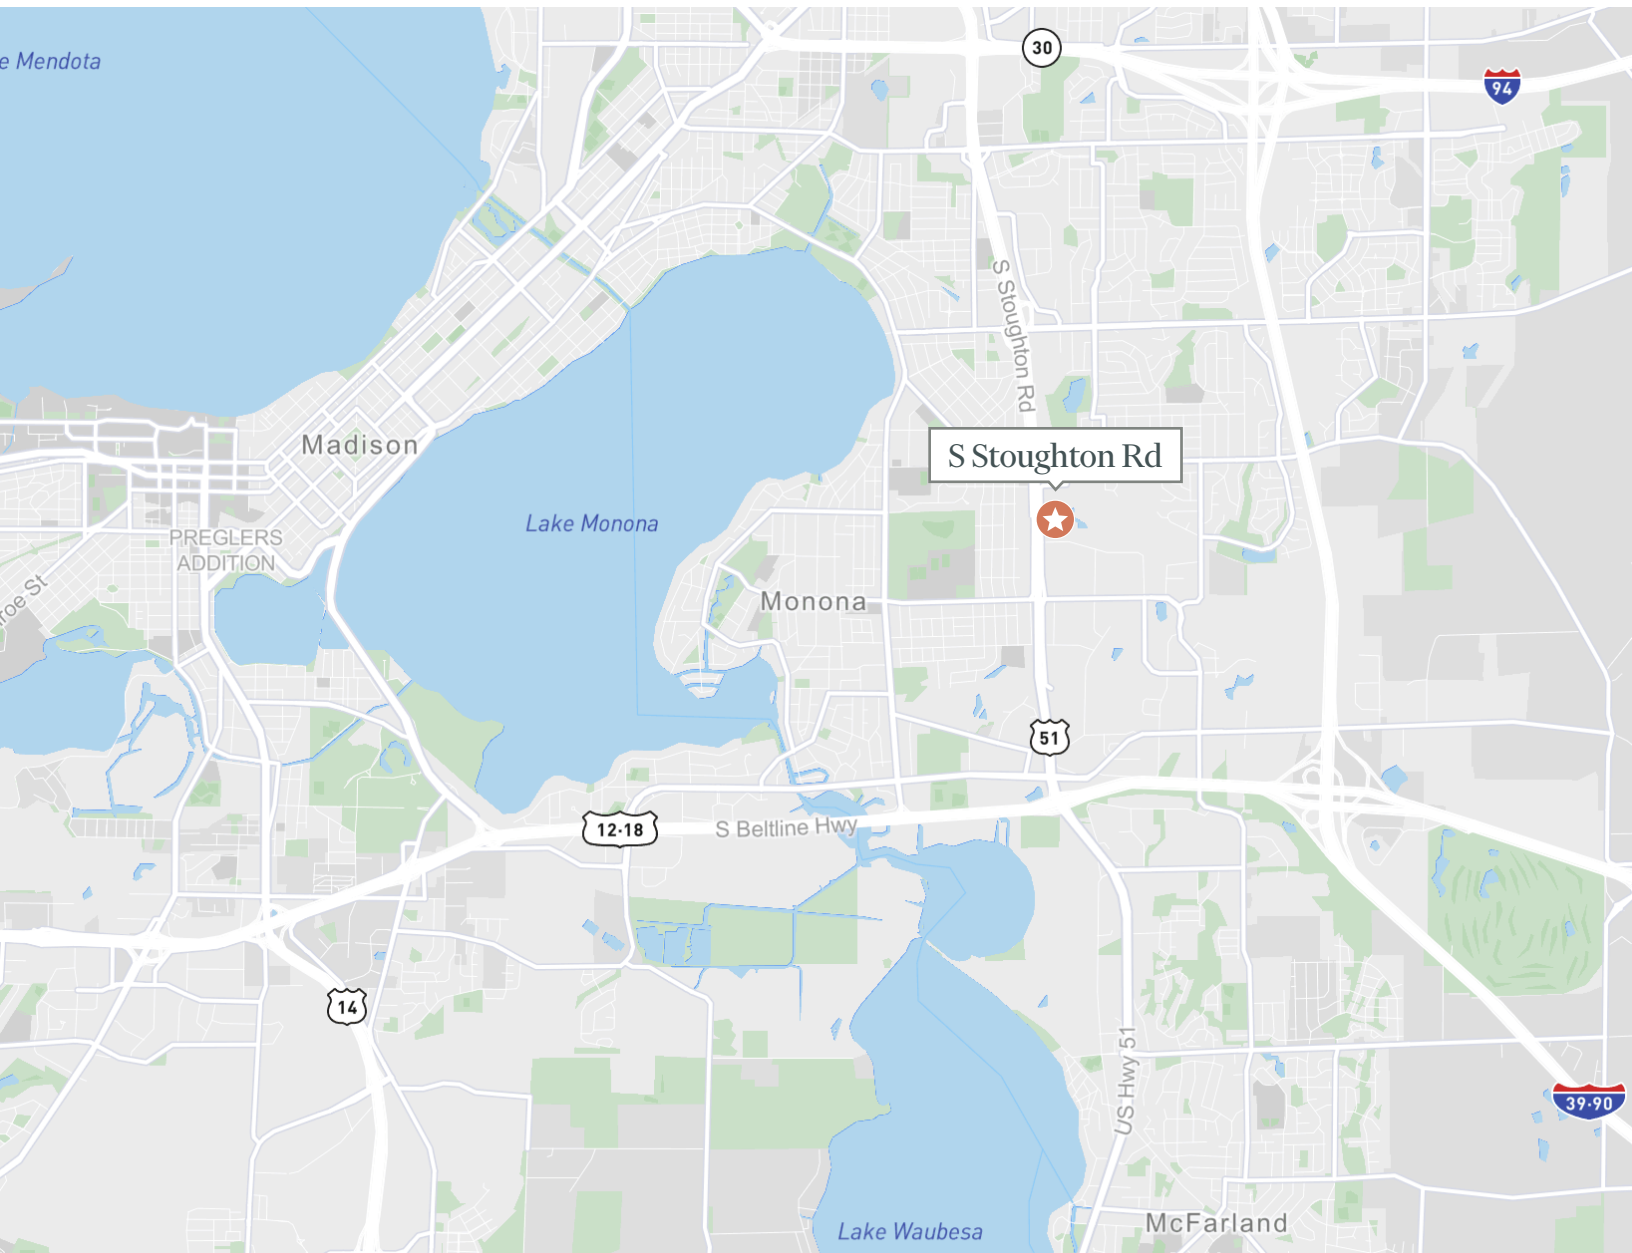 30
e Mendota
94
S Stoughton Rd
Madison
S Stoughton Rd
Lake Monona
PREGLERS
ADDITION
roe St
Monona
51
12·18
S Beltline Hwy
14
US Hwy 51
39·90
McFarland
Lake Waubesa